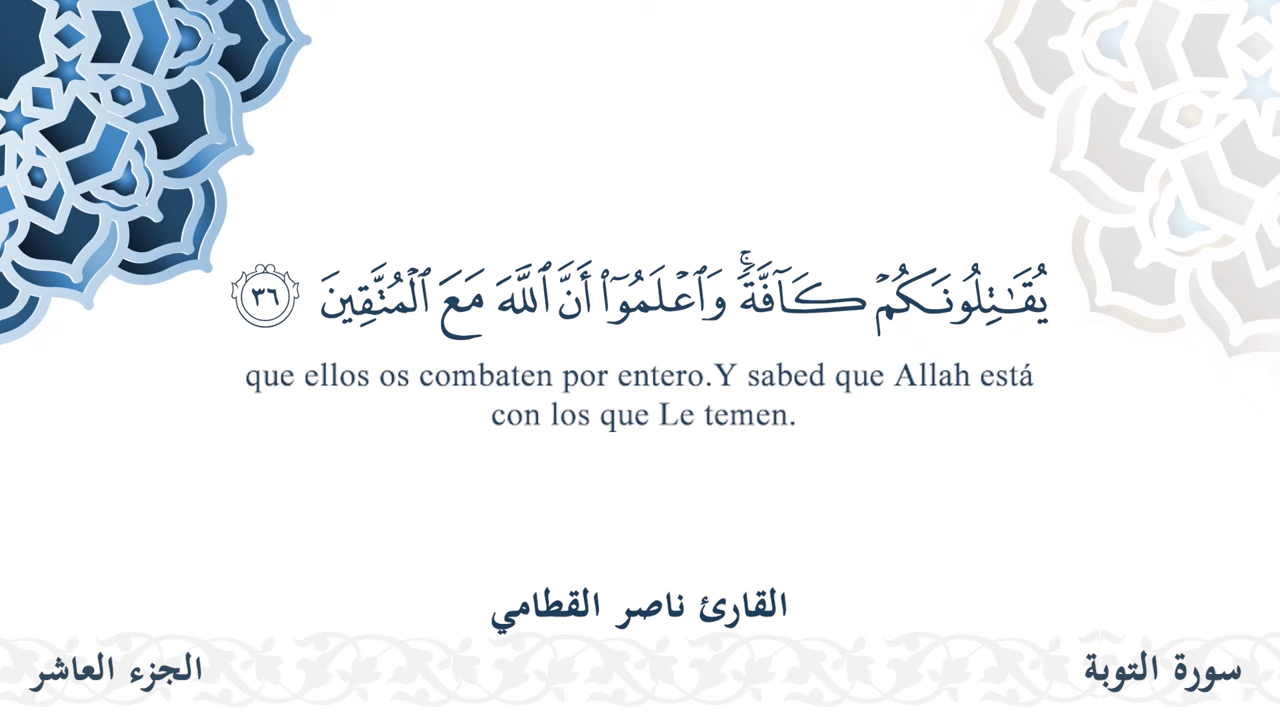 يُقَـٰتِلُونَكُمۡ كَآفَّةٗۚ وَٱعۡلَمُوٓاْ أَنَّ ٱللَّهَ مَعَ ٱلۡمُتَّقِينَ ٣٦
que ellos os combaten por entero.Y sabed que Allah está
con los que Le temen.
القارئ ناصر القطامي
سورة التوبة
الجزء العاشر